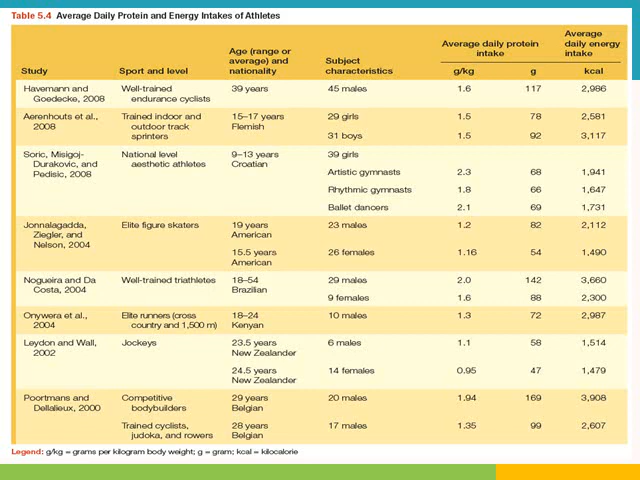 Table 5.4 Average Daily Protein and Energy Intakes of Athletes
Study Sport and level Age (range or average) and nationality Subject characteristics Average daily protein intake Average daily energy intake
g/kg g kcal
Havemann and Goedecke, 2008 Well-trained endurance cyclists 39 years 45 males 1.6 117 2,986
Aerenhouts et al., 2008 Trained indoor and outdoor track sprinters 15–17 years Flemish 29 girls 1.5 78 2,581
31 boys 1.5 92 3,117
Soric, Misigoj-Durakovic, and Pedisic, 2008 National level aesthetic athletes 9–13 years Croatian 39 girls
Artistic gymnasts 2.3 68 1,941
Rhythmic gymnasts 1.8 66 1,647
Ballet dancers 2.1 69 1,731
Jonnalagadda, Ziegler, and Nelson, 2004 Elite figure skaters 19 years American 23 males 1.2 82 2,112
15.5 years American 26 females 1.16 54 1,490
Nogueira and Da Costa, 2004 Well-trained triathletes 18–54 Brazilian 29 males 2.0 142 3,660
9 females 1.6 88 2,300
Onywera et al., 2004 Elite runners (cross country and 1,500 m) 18–24 Kenyan 10 males 1.3 72 2,987
Leydon and Wall, 2002 Jockeys 23.5 years New Zealander 6 males 1.1 58 1,514
24.5 years New Zealander 14 females 0.95 47 1,479
Poortmans and Dellalieux, 2000 Competitive bodybuilders 29 years Belgian 20 males 1.94 169 3,908
Trained cyclists, judoka, and rowers 28 years Belgian 17 males 1.35 99 2,607
Legend: g/kg = grams per kilogram body weight; g = gram; kcal = kilocalorie